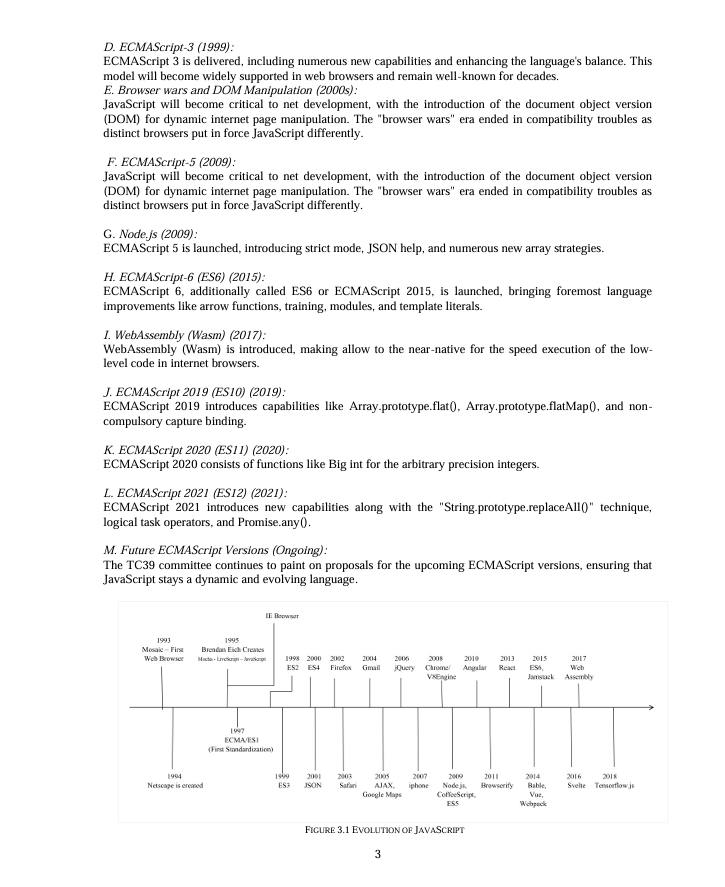 D. ECMAScript-3 (1999):
ECMAScript 3 is delivered, including numerous new capabilities and enhancing the language's balance. This
model will become widely supported in web browsers and remain well-known for decades.
E. Browser wars and DOM Manipulation (2000s):
JavaScript will become critical to net development, with the introduction of the document object version
(DOM) for dynamic internet page manipulation. The "browser wars" era ended in compatibility troubles as
distinct browsers put in force JavaScript differently.
F. ECMAScript-5 (2009):
JavaScript will become critical to net development, with the introduction of the document object version
(DOM) for dynamic internet page manipulation. The "browser wars" era ended in compatibility troubles as
distinct browsers put in force JavaScript differently.
G. Node.js (2009):
ECMAScript 5 is launched, introducing strict mode, JSON help, and numerous new array strategies.
H. ECMAScript-6 (ES6) (2015):
ECMAScript 6, additionally called ES6 or ECMAScript 2015, is launched, bringing foremost language
improvements like arrow functions, training, modules, and template literals.
I. WebAssembly (Wasm) (2017):
WebAssembly (Wasm) is introduced, making allow to the near-native for the speed execution of the low-
level code in internet browsers.
J. ECMAScript 2019 (ES10) (2019):
ECMAScript 2019 introduces capabilities like Array.prototype.flat(), Array.prototype.flatMap(), and non-
compulsory capture binding.
K. ECMAScript 2020 (ES11) (2020):
ECMAScript 2020 consists of functions like Big int for the arbitrary precision integers.
L. ECMAScript 2021 (ES12) (2021):
ECMAScript 2021 introduces new capabilities along with the "String.prototype.replaceAll()" technique,
logical task operators, and Promise.any().
M. Future ECMAScript Versions (Ongoing):
The TC39 committee continues to paint on proposals for the upcoming ECMAScript versions, ensuring that
JavaScript stays a dynamic and evolving language.
IE Browser
1993
Mosaic – First
Web Browser
1995
Brendan Eich Creates
Mocha - LiveScript – JavaScript
1998
ES2
2000
ES4
2002
Firefox
2004
Gmail
2006
jQuery
2008
Chrome/
V8Engine
2010
Angular
2013
React
2015
ES6,
Jamstack
2017
Web
Assembly
1997
ECMA/ES1
(First Standardization)
1994
Netscape is created
1999
ES3
2001
JSON
2003
Safari
2005
AJAX,
Google Maps
2007
iphone
2009
Node.js,
CoffeeScript,
ES5
2011
Browserify
2014
Bable,
Vue,
Webpack
2016
Svelte
2018
Tensorflow.js
FIGURE 3.1 EVOLUTION OF JAVASCRIPT
3